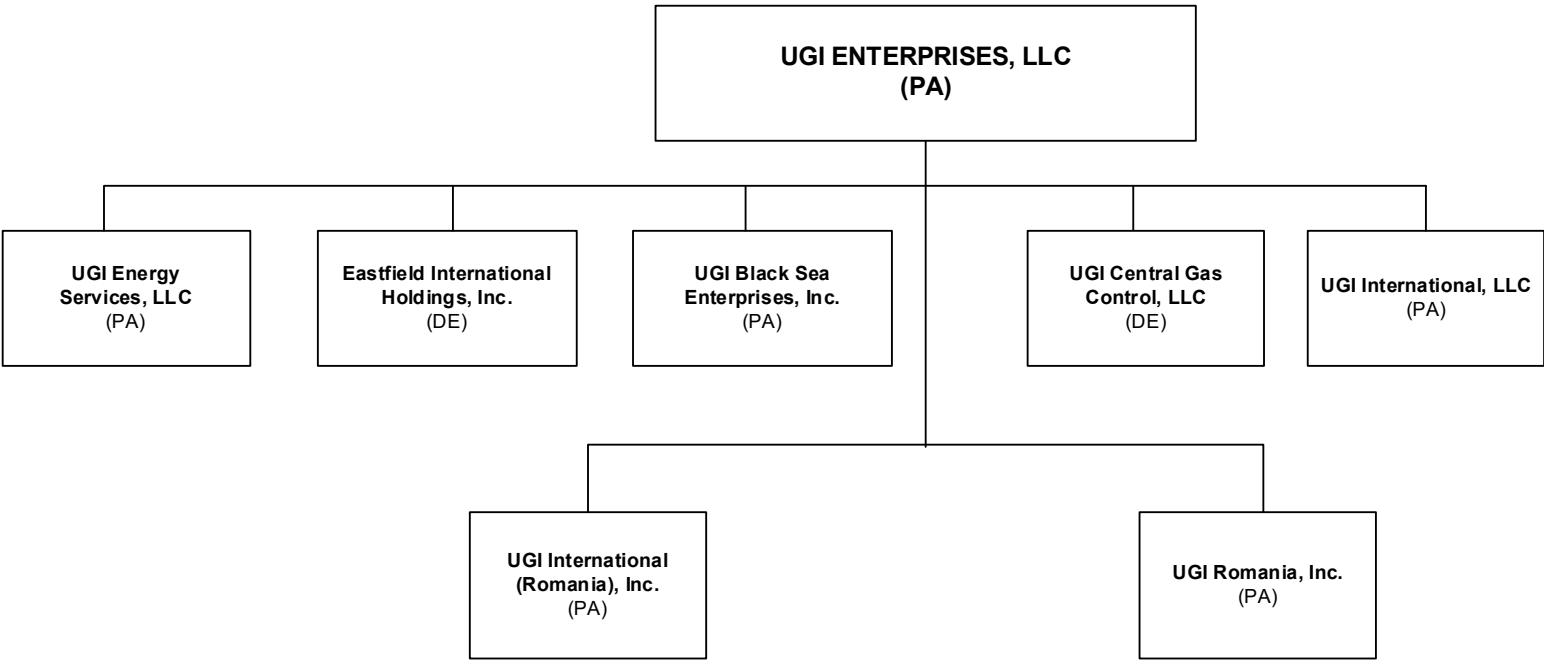 UGI ENTERPRISES, LLC
(PA)
UGI Energy
Services, LLC
(PA)
Eastfield International
Holdings, Inc.
(DE)
UGI Black Sea
Enterprises, Inc.
(PA)
UGI Central Gas
Control, LLC
(DE)
UGI International, LLC
(PA)
UGI International
(Romania), Inc.
(PA)
UGI Romania, Inc.
(PA)